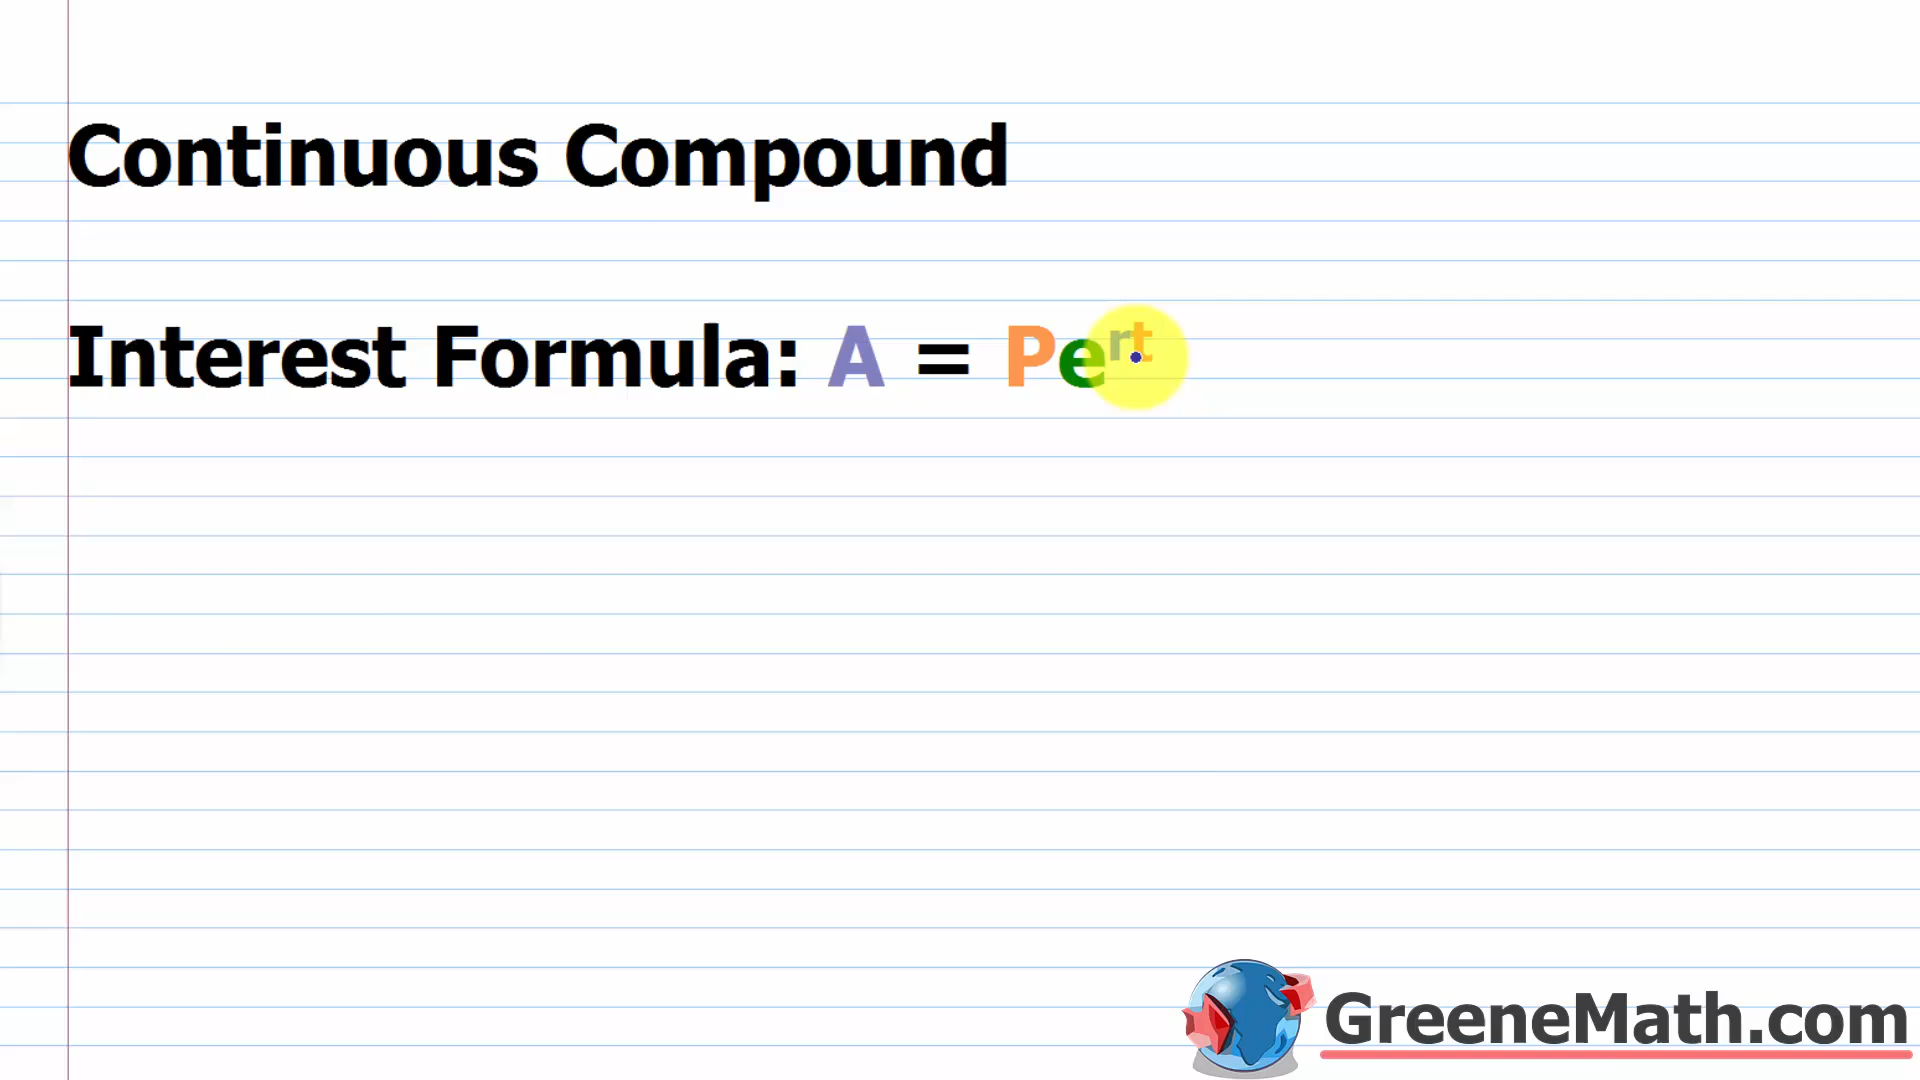 Continuous Compound
Interest Formula: A = Pe^rt
GreeneMath.com